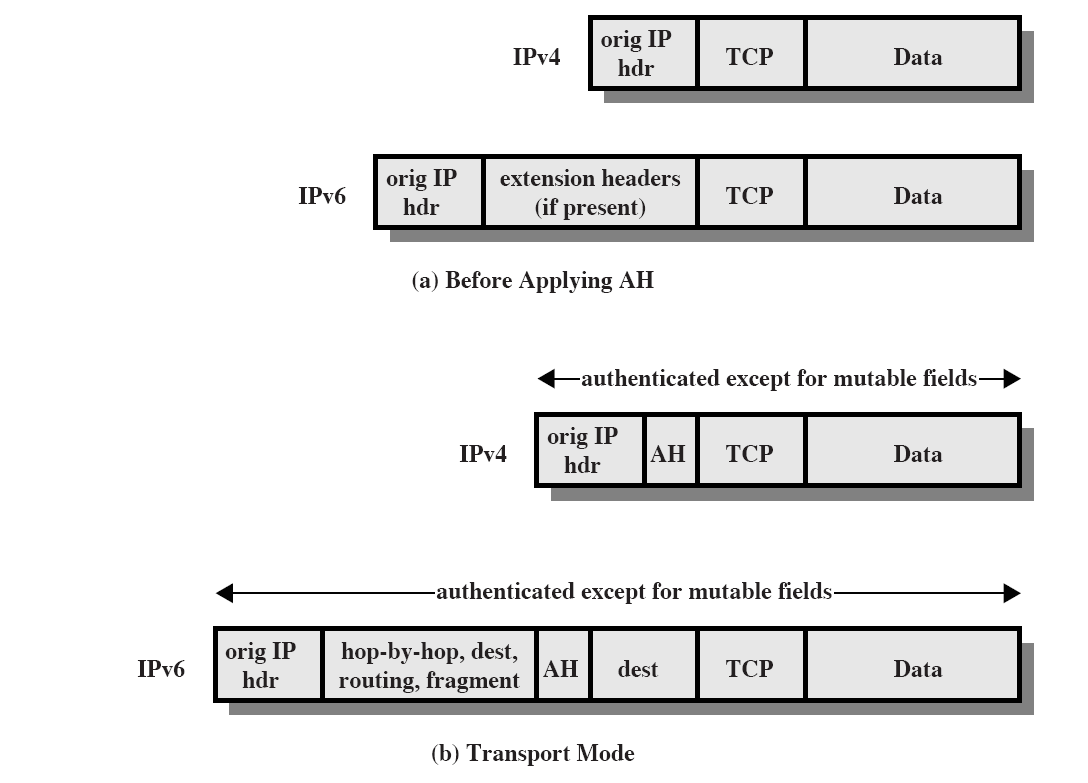 IPv4 orig IP hdr TCP Data
IPv6 orig IP hdr extension headers (if present) TCP Data
(a) Before Applying AH
authenticated except for mutable fields
IPv4 orig IP hdr AH TCP Data
authenticated except for mutable fields
IPv6 orig IP hdr hop-by-hop, dest, routing, fragment AH dest TCP Data
(b) Transport Mode